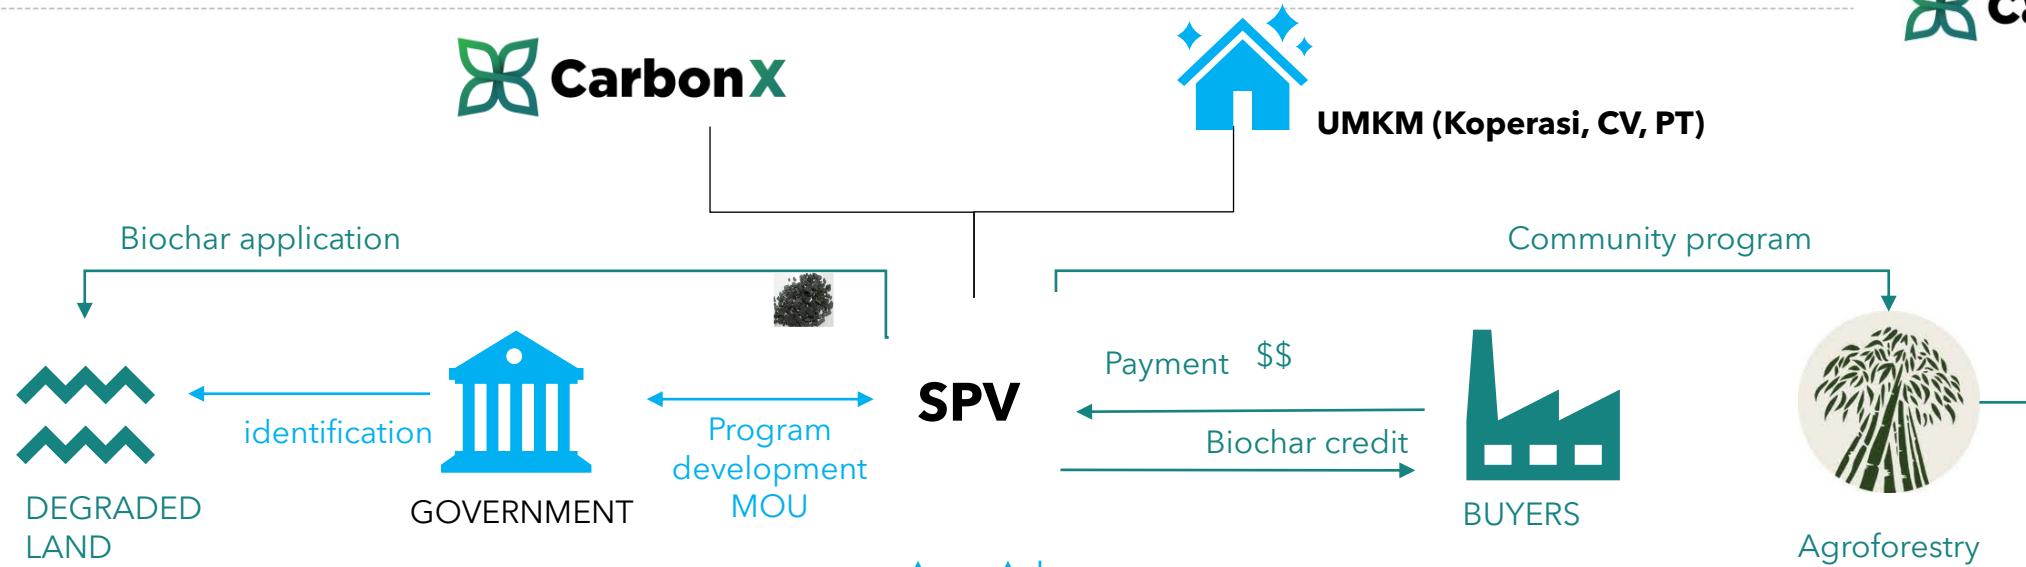 CarbonX
UMKM (Koperasi, CV, PT)
Biochar application
Community program
Payment $$
SPV
identification
Program
development
MOU
Biochar credit
DEGRADED
LAND
GOVERNMENT
BUYERS
Agroforestry